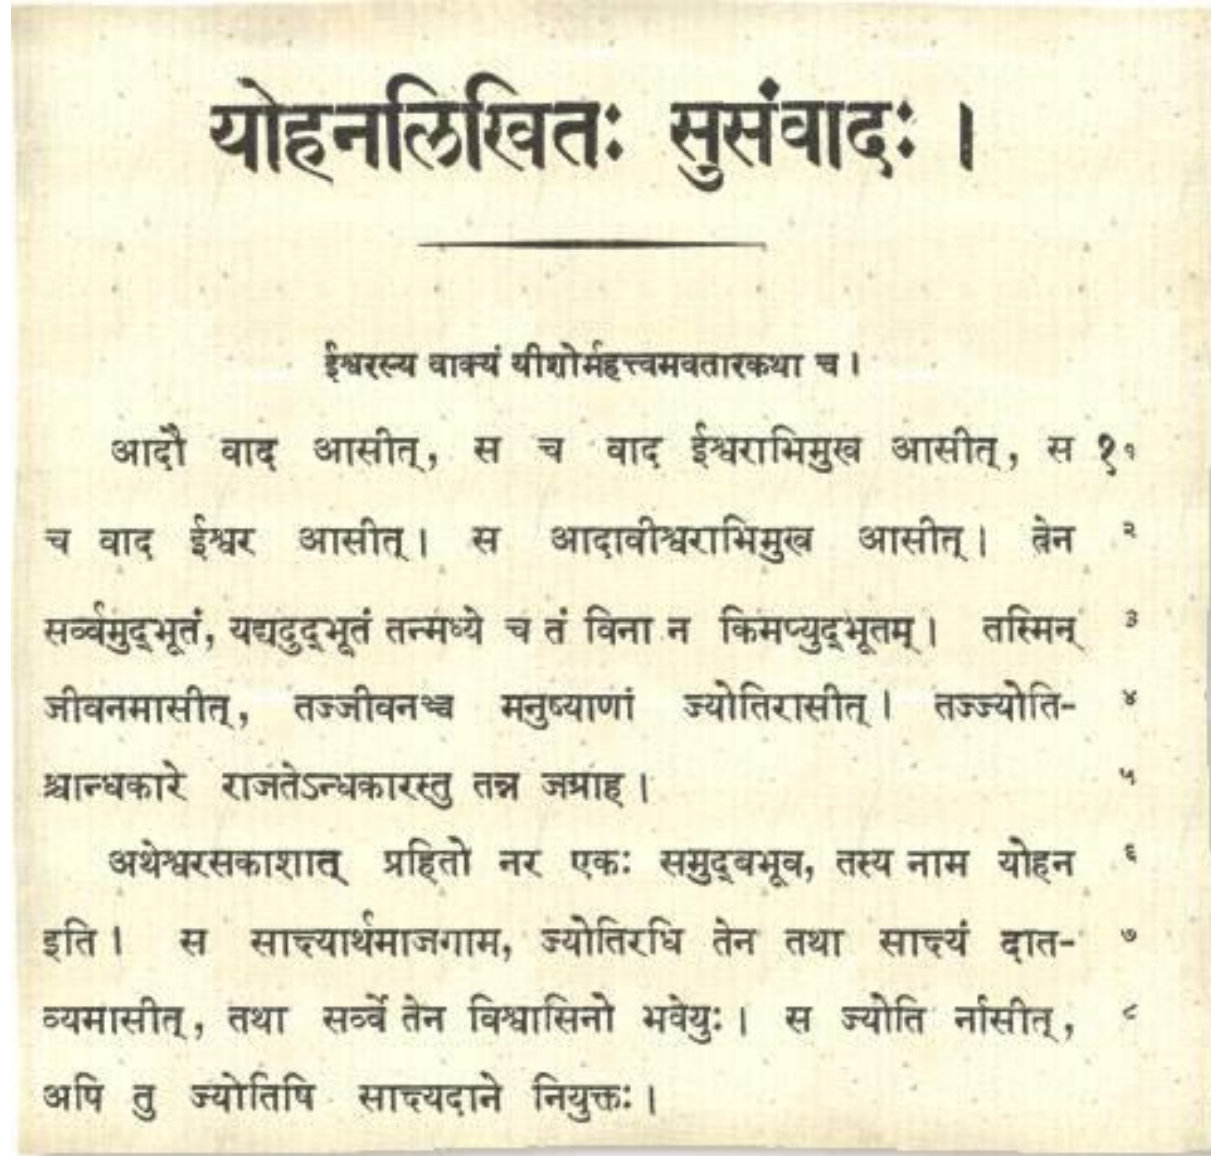 योहनलिखितः सुसंवादः ।
ईश्वरस्य वाक्यं यीशोर्महत्त्वमवतारकथा च ।
आदौ वाद आसीत्, स च वाद ईश्वराभिमुख आसीत्, स १ १
च वाद ईश्वर आसीत् । स आदावीश्वराभिमुख आसीत् । तेन २
सर्व्वमुद्भूतं, यद्यदुद्भूतं तन्मध्ये च तं विना न किमप्युद्भूतम् । तस्मिन् ३
जीवनमासीत्, तज्जीवनञ्च मनुष्याणां ज्योतिरासीत् । तज्ज्योति- ४
श्चान्धकारे राजतेऽन्धकारस्तु तन्न जग्राह । ५
अथेश्वरसकाशात् प्रहितो नर एकः समुद्बभूव, तस्य नाम योहन ६
इति । स साक्ष्यार्थमाजगाम, ज्योतिरधि तेन तथा साक्ष्यं दात- ७
व्यमासीत्, तथा सर्व्वे तेन विश्वासिनो भवेयुः । स ज्योति र्नासीत्, ८
अपि तु ज्योतिषि साक्ष्यदाने नियुक्तः ।